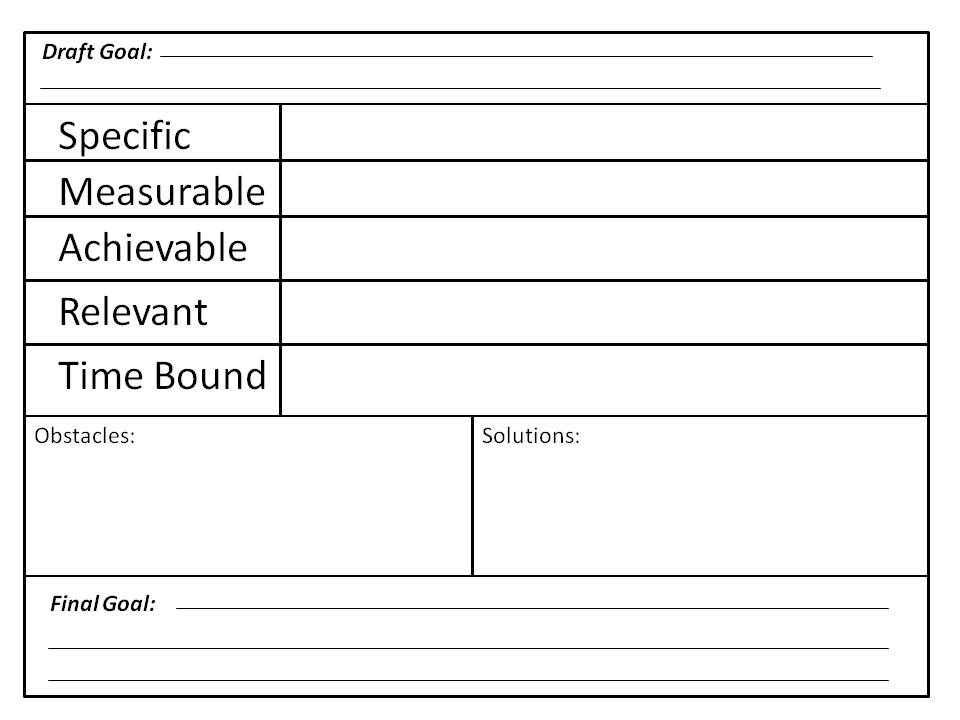 Draft Goal:
Specific
Measurable
Achievable
Relevant
Time Bound
Obstacles:
Solutions:
Final Goal: